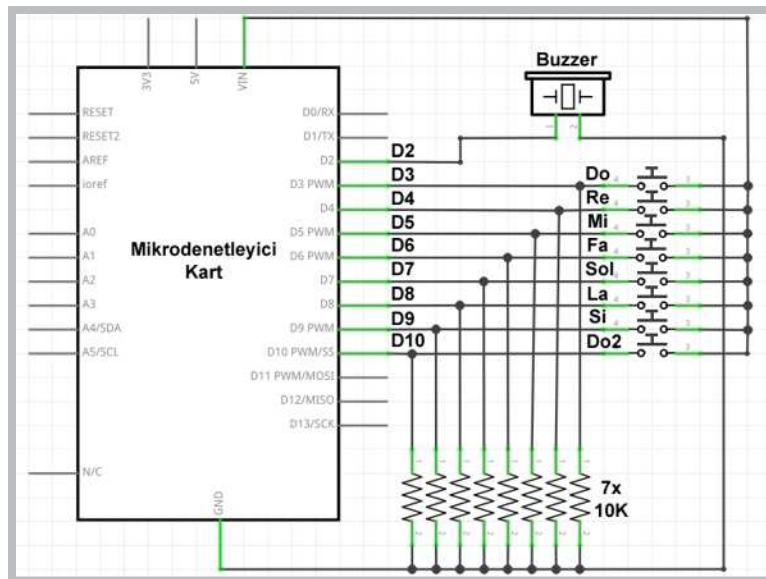 3V3
5V
VIN
Buzzer
1
2
RESET
RESET2
AREF
ioref
A0
A1
A2
A3
A4/SDA
A5/SCL
N/C
GND
Mikrodenetleyici
Kart
D0/RX
D1/TX
D2
D3 PWM
D4
D5 PWM
D6 PWM
D7
D8
D9 PWM
D10 PWM/SS
D11 PWM/MOSI
D12/MISO
D13/SCK
D2
D3
D4
D5
D6
D7
D8
D9
D10
Do
Re
Mi
Fa
Sol
La
Si
Do2
7x
10K